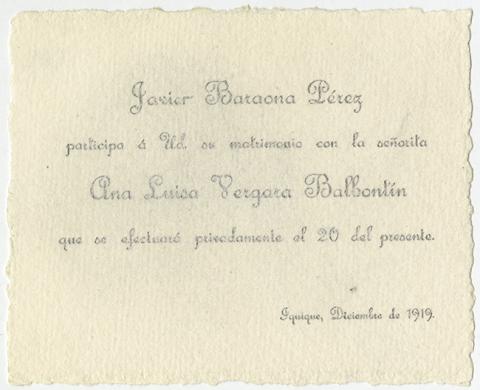 Javier Baraona Pérez
participa á Ud. su matrimonio con la señorita
Ana Luisa Vergara Balbontín
que se efectuará privadamente el 20 del presente.
Iquique, Diciembre de 1919.